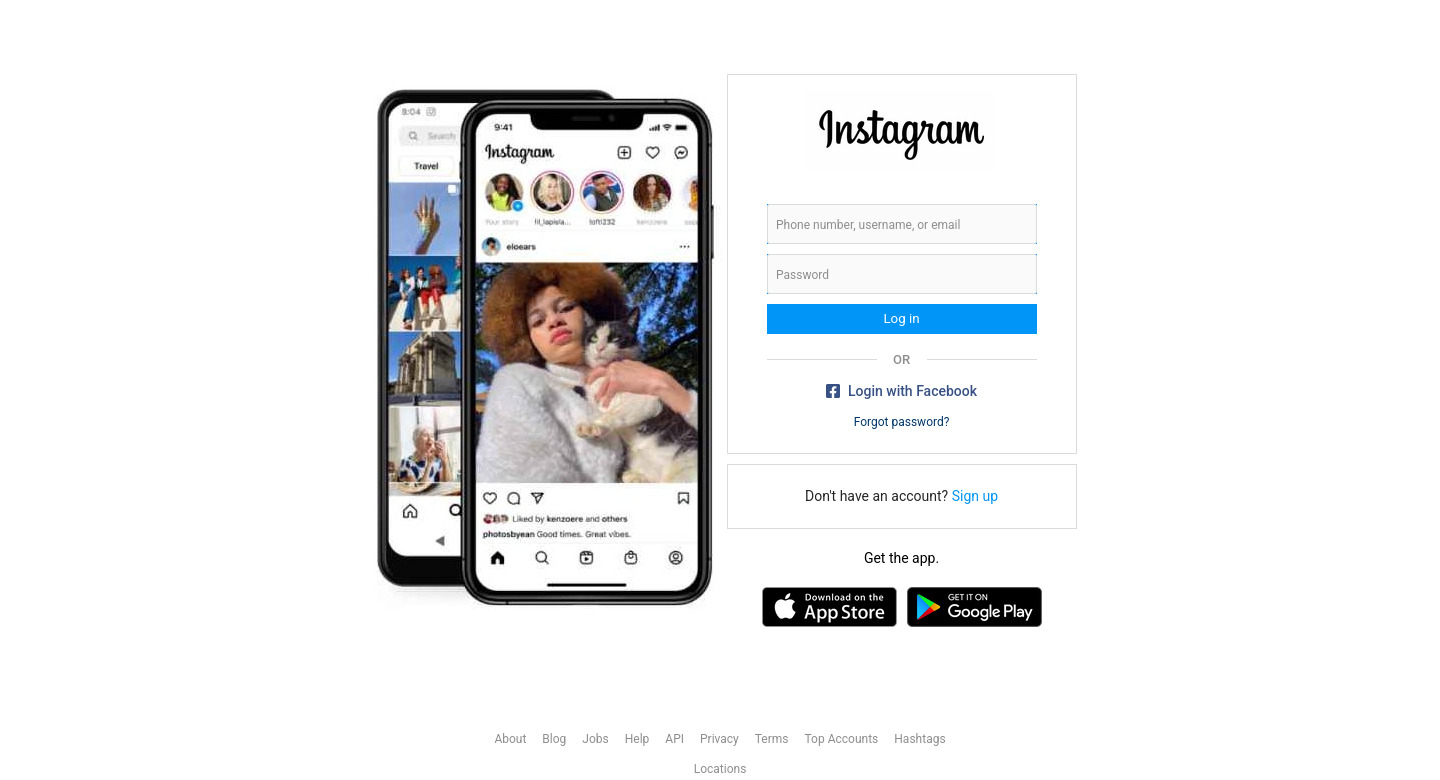 9:04
Search
Travel
9:41
Instagram
Your story
lil_lapisla...
lofti232
kenzoere
eloears
Liked by kenzoere and others
photosbyean Good times. Great vibes.
Instagram
Phone number, username, or email
Password
Log in
OR
Login with Facebook
Forgot password?
Don't have an account? Sign up
Get the app.
Download on the
App Store
GET IT ON
Google Play
About Blog Jobs Help API Privacy Terms Top Accounts Hashtags
Locations